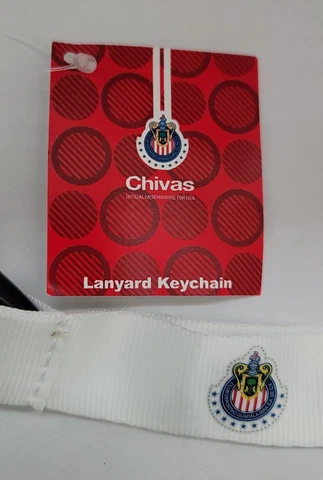 Chivas
OFFICIAL MERCHANDISE FOR USA
Lanyard Keychain